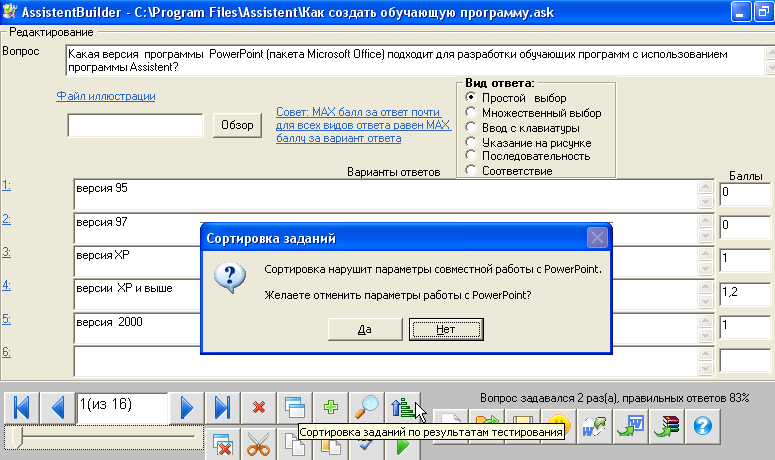 AssistentBuilder - C:\Program Files\Assistent\Как создать обучающую программу.ask
Редактирование
Вопрос
Какая версия программы PowerPoint (пакета Microsoft Office) подходит для разработки обучающих программ с использованием
программы Assistent?
Файл иллюстрации
Обзор
Совет: MAX балл за ответ почти
для всех видов ответа равен MAX
баллу за вариант ответа
Вид ответа:
Простой выбор
Множественный выбор
Ввод с клавиатуры
Указание на рисунке
Последовательность
Соответствие
Варианты ответов
Баллы
1:
версия 95
0
2:
версия 97
0
3:
версия XP
1
4:
версии XP и выше
1,2
5:
версия 2000
1
6:
Сортировка заданий
Сортировка нарушит параметры совместной работы с PowerPoint.
Желаете отменить параметры работы с PowerPoint?
Да
Нет
1(из 16)
Вопрос задавался 2 раз(а), правильных ответов 83%
Сортировка заданий по результатам тестирования